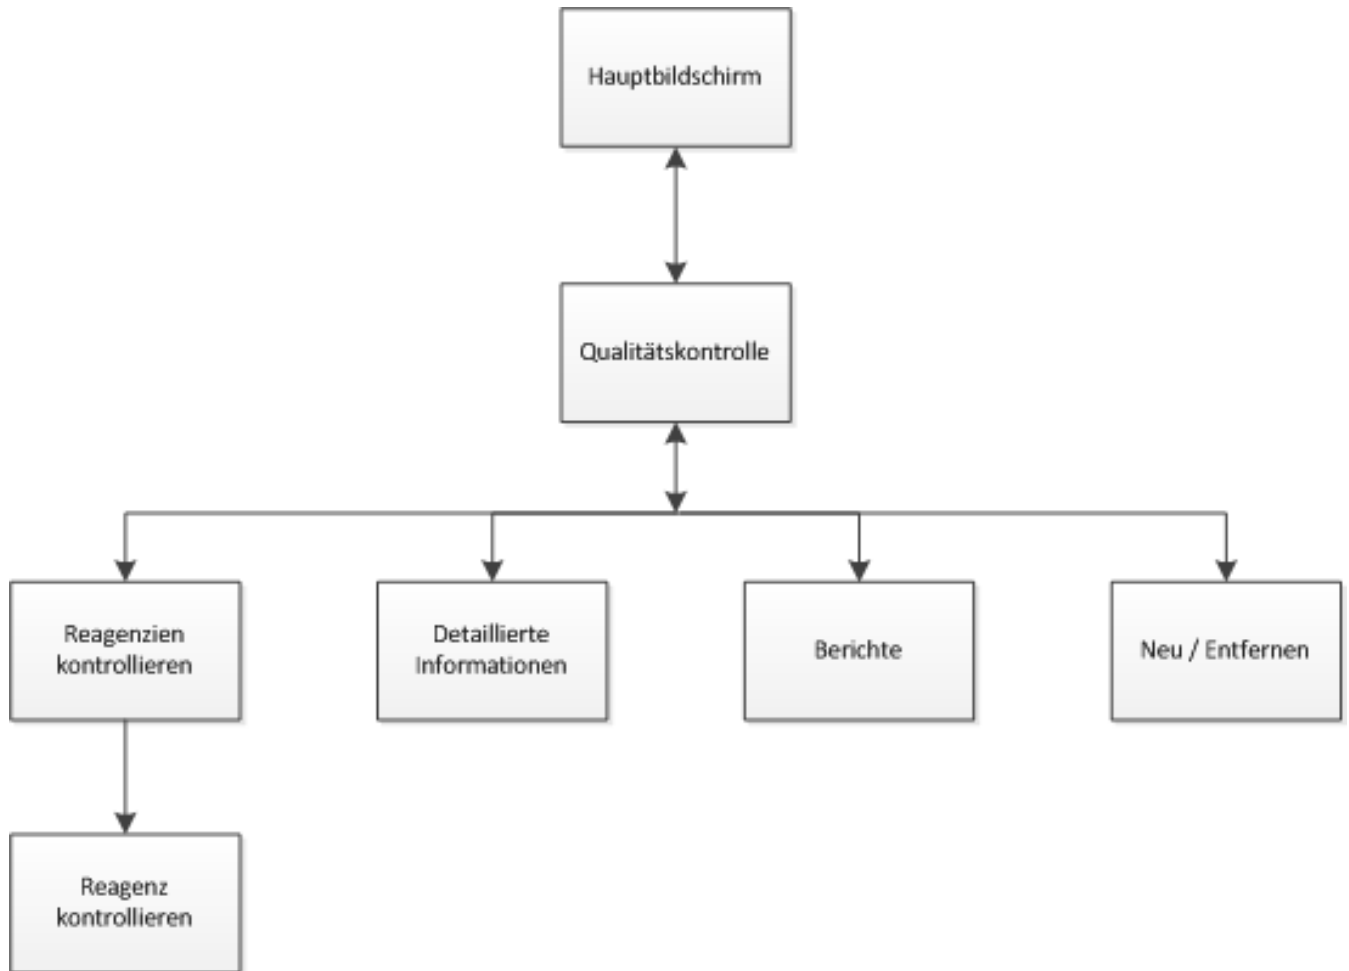 Hauptbildschirm
Qualitätskontrolle
Reagenzien
kontrollieren
Detaillierte
Informationen
Berichte
Neu / Entfernen
Reagenz
kontrollieren